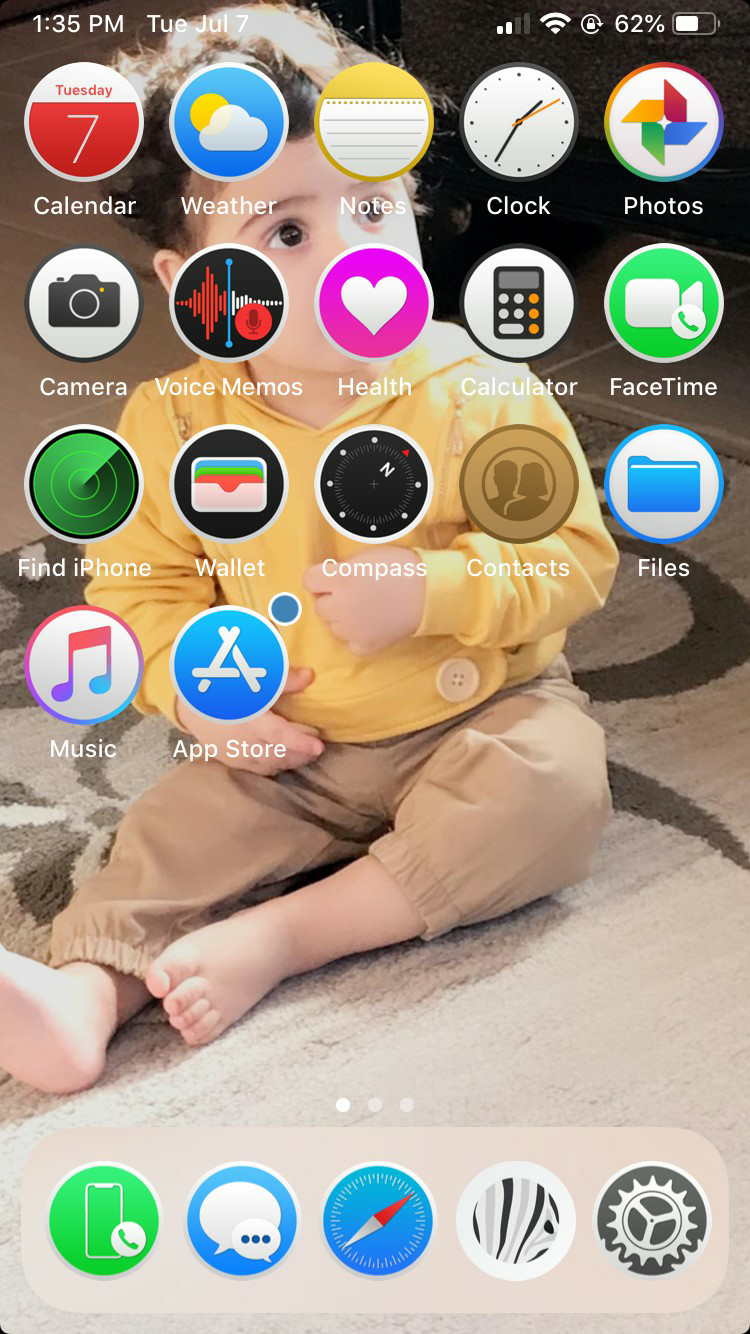 1:35 PM Tue Jul 7 62%
Tuesday
7
Calendar Weather Notes Clock Photos
Camera Voice Memos Health Calculator FaceTime
N
Find iPhone Wallet Compass Contacts Files
Music App Store